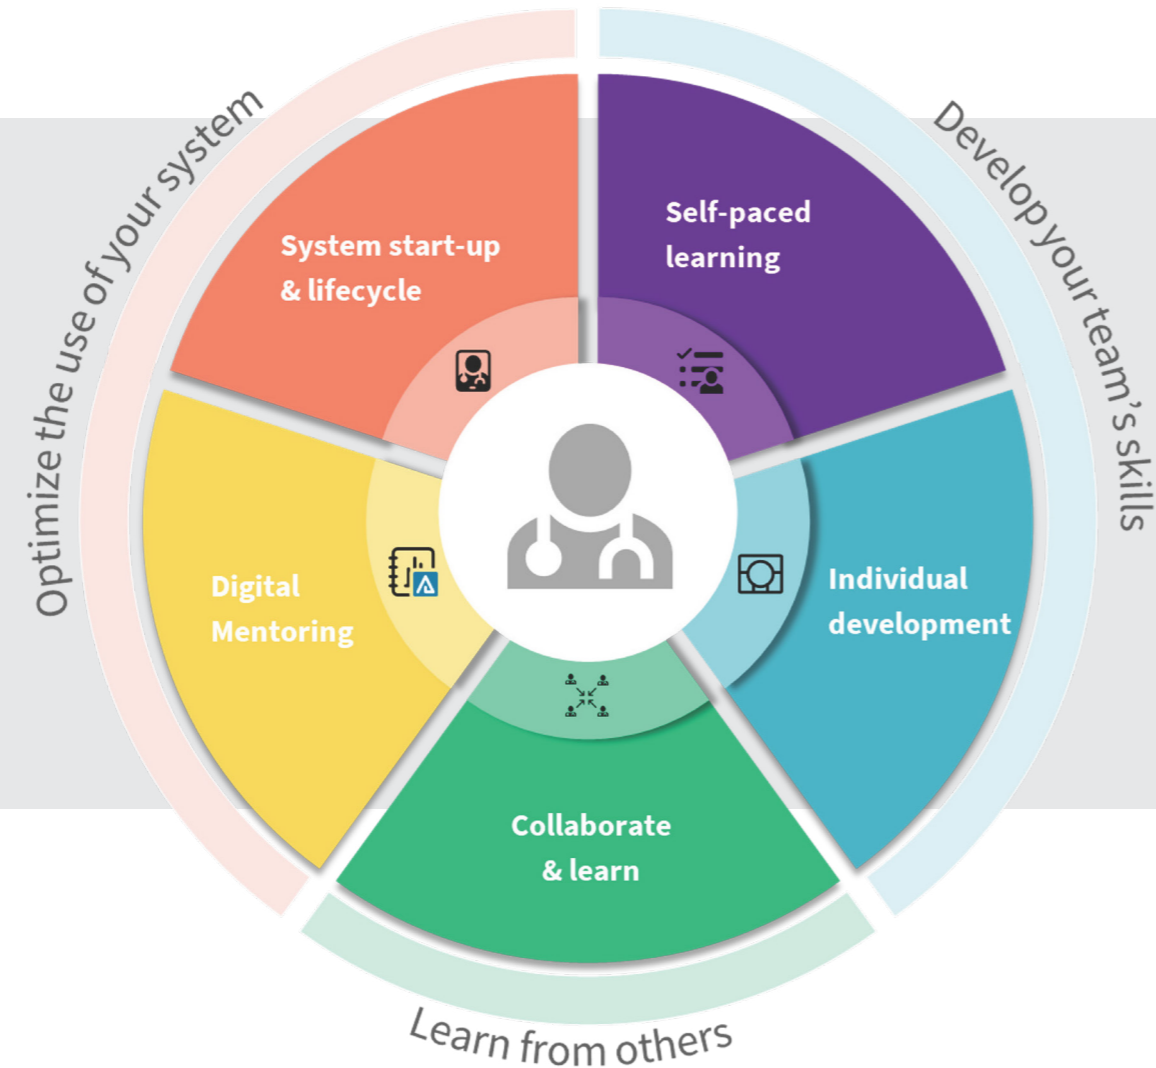 Optimize the use of your system
Develop your team’s skills
System start-up
& lifecycle
Self-paced
learning
Digital
Mentoring
Individual
development
Collaborate
& learn
Learn from others